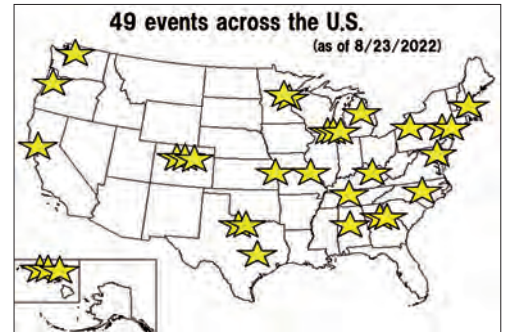 49 events across the U.S.
(as of 8/23/2022)